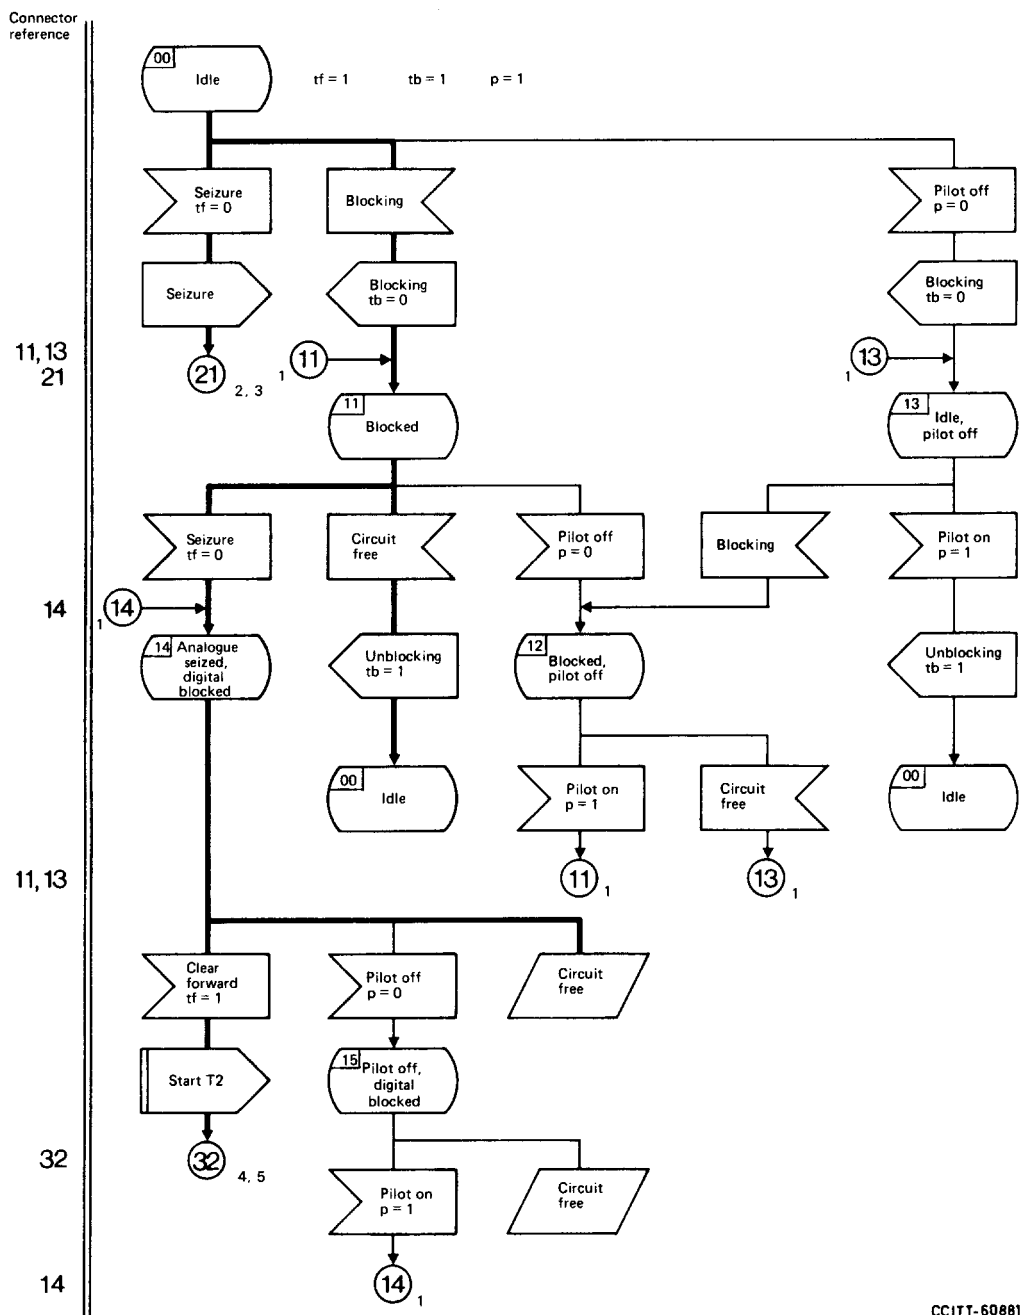 Connector
reference
00
Idle
tf = 1
tb = 1
p = 1
Seizure
tf = 0
Blocking
Pilot off
p = 0
Seizure
Blocking
tb = 0
Blocking
tb = 0
11, 13
21
21
2, 3
1
11
1
13
11
Blocked
13
Idle,
pilot off
Seizure
tf = 0
Circuit
free
Pilot off
p = 0
Blocking
Pilot on
p = 1
14
1
14
14
Analogue
seized,
digital
blocked
Unblocking
tb = 1
12
Blocked,
pilot off
Unblocking
tb = 1
00
Idle
Pilot on
p = 1
Circuit
free
00
Idle
11, 13
11
1
13
1
Clear
forward
tf = 1
Pilot off
p = 0
Circuit
free
Start T2
15
Pilot off,
digital
blocked
32
32
4, 5
Pilot on
p = 1
Circuit
free
14
14
1
CCITT-60881